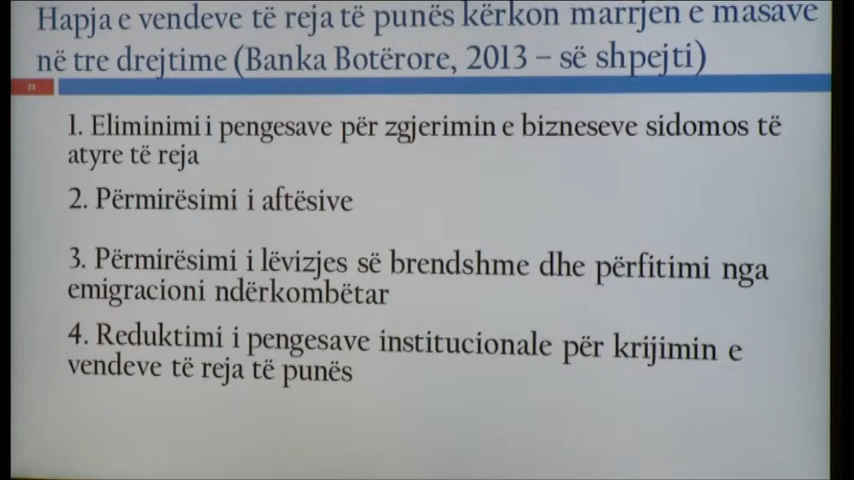 Hapja e vendeve të reja të punës kërkon marrjen e masave
në tre drejtime (Banka Botërore, 2013 – së shpejti)
33
1. Eliminimi i pengesave për zgjerimin e bizneseve sidomos të
atyre të reja
2. Përmirësimi i aftësive
3. Përmirësimi i lëvizjes së brendshme dhe përfitimi nga
emigracioni ndërkombëtar
4. Reduktimi i pengesave institucionale për krijimin e
vendeve të reja të punës